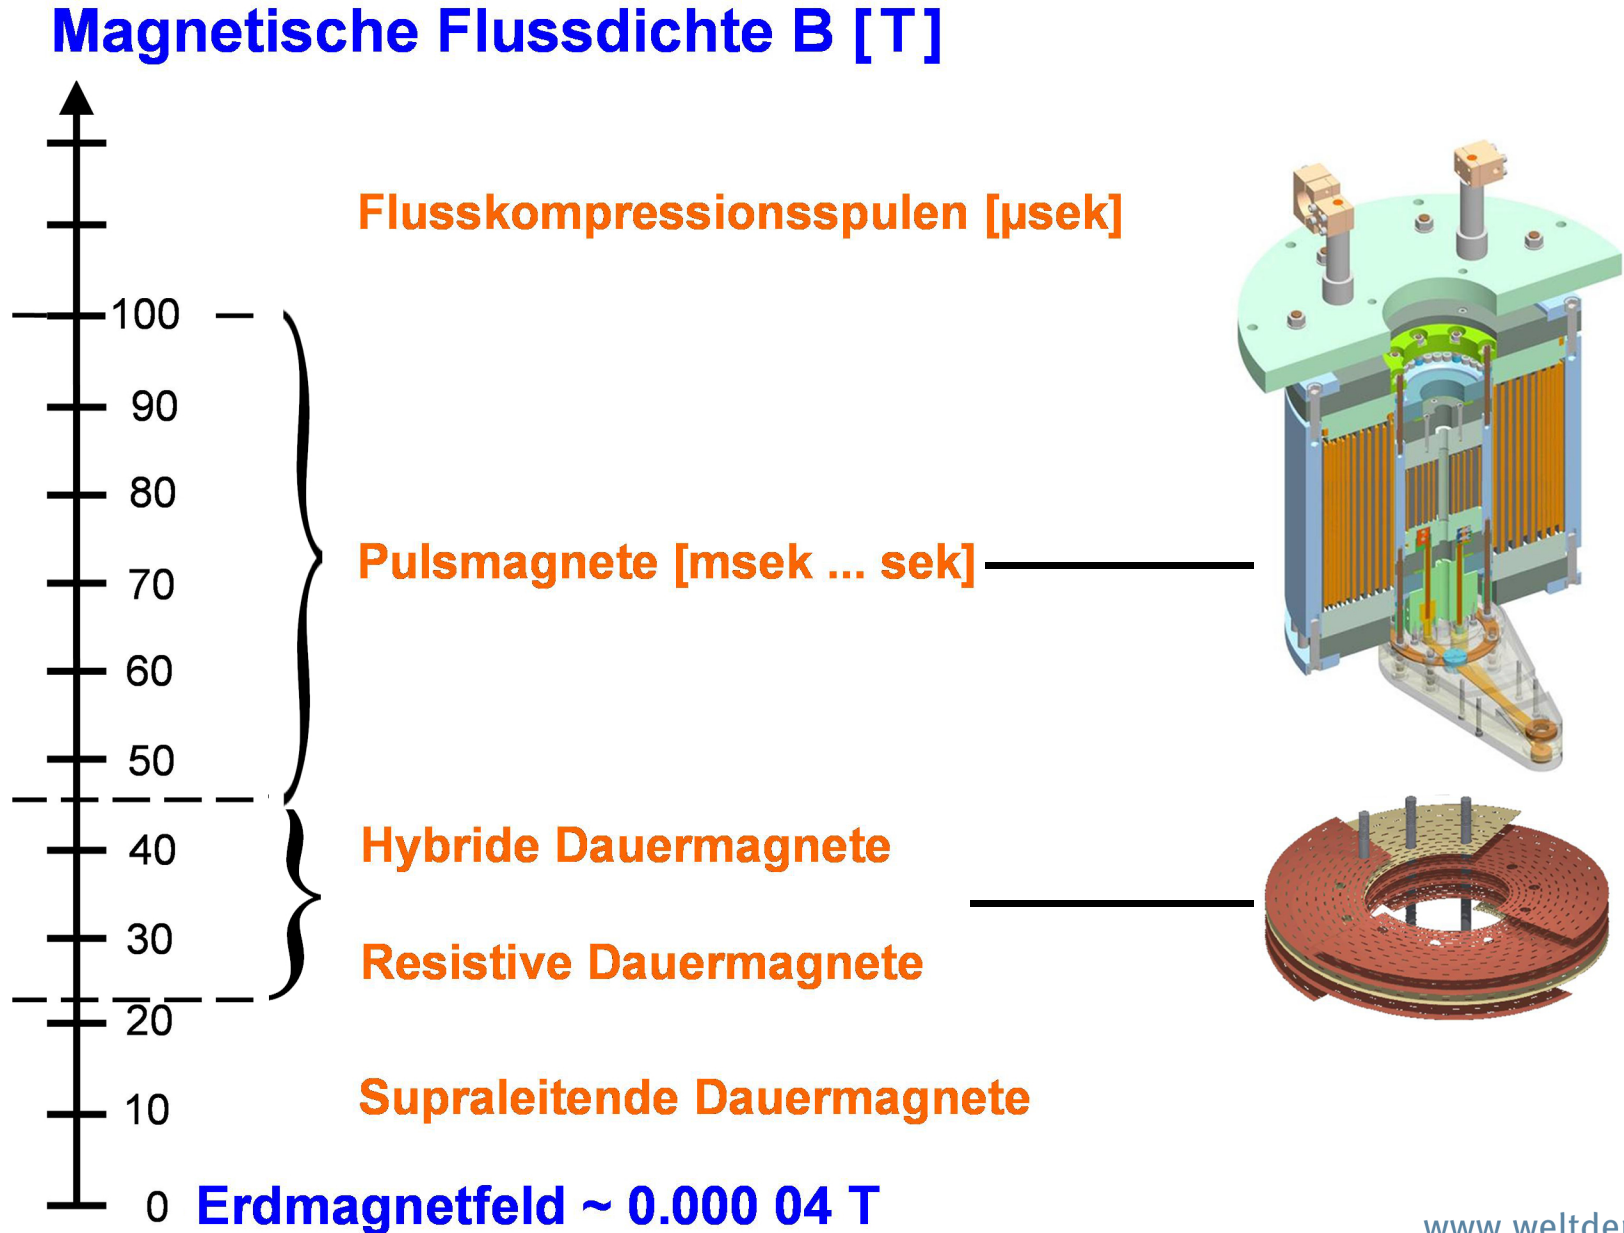 Magnetische Flussdichte B [T]
Flusskompressionsspulen [µsek]
100
90
80
Pulsmagnete [msek ... sek]
70
60
50
Hybride Dauermagnete
40
30
Resistive Dauermagnete
20
Supraleitende Dauermagnete
10
0 Erdmagnetfeld ~ 0.000 04 T